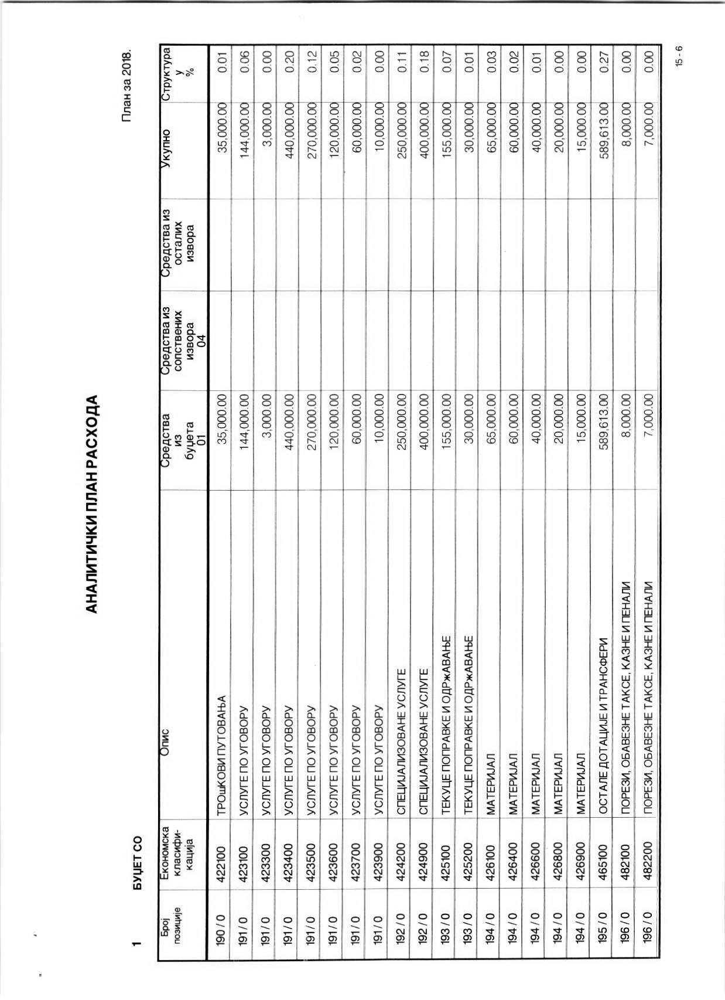 АНАЛИТИЧКИ ПЛАН РАСХОДА
План за 2018.
1 БУЏЕТ СО
Број позиције Економска класифи-кација Опис Средства из буџета 01 Средства из сопствених извора 04 Средства из осталих извора Укупно Структура у %
190 / 0 422100 ТРОшКОВИ ПУТОВАЊА 35,000.00 35,000.00 0.01
191 / 0 423100 УСЛУГЕ ПО УГОВОРУ 144,000.00 144,000.00 0.06
191 / 0 423300 УСЛУГЕ ПО УГОВОРУ 3,000.00 3,000.00 0.00
191 / 0 423400 УСЛУГЕ ПО УГОВОРУ 440,000.00 440,000.00 0.20
191 / 0 423500 УСЛУГЕ ПО УГОВОРУ 270,000.00 270,000.00 0.12
191 / 0 423600 УСЛУГЕ ПО УГОВОРУ 120,000.00 120,000.00 0.05
191 / 0 423700 УСЛУГЕ ПО УГОВОРУ 60,000.00 60,000.00 0.02
191 / 0 423900 УСЛУГЕ ПО УГОВОРУ 10,000.00 10,000.00 0.00
192 / 0 424200 СПЕЦИЈАЛИЗОВАНЕ УСЛУГЕ 250,000.00 250,000.00 0.11
192 / 0 424900 СПЕЦИЈАЛИЗОВАНЕ УСЛУГЕ 400,000.00 400,000.00 0.18
193 / 0 425100 ТЕКУЦЕ ПОПРАВКЕ И ОДРжАВАЊЕ 155,000.00 155,000.00 0.07
193 / 0 425200 ТЕКУЦЕ ПОПРАВКЕ И ОДРжАВАЊЕ 30,000.00 30,000.00 0.01
194 / 0 426100 МАТЕРИЈАЛ 65,000.00 65,000.00 0.03
194 / 0 426400 МАТЕРИЈАЛ 60,000.00 60,000.00 0.02
194 / 0 426600 МАТЕРИЈАЛ 40,000.00 40,000.00 0.01
194 / 0 426800 МАТЕРИЈАЛ 20,000.00 20,000.00 0.00
194 / 0 426900 МАТЕРИЈАЛ 15,000.00 15,000.00 0.00
195 / 0 465100 ОСТАЛЕ ДОТАЦИЈЕ И ТРАНСФЕРИ 589,613.00 589,613.00 0.27
196 / 0 482100 ПОРЕЗИ, ОБАВЕЗНЕ ТАКСЕ, КАЗНЕ И ПЕНАЛИ 8,000.00 8,000.00 0.00
196 / 0 482200 ПОРЕЗИ, ОБАВЕЗНЕ ТАКСЕ, КАЗНЕ И ПЕНАЛИ 7,000.00 7,000.00 0.00
15 - 6